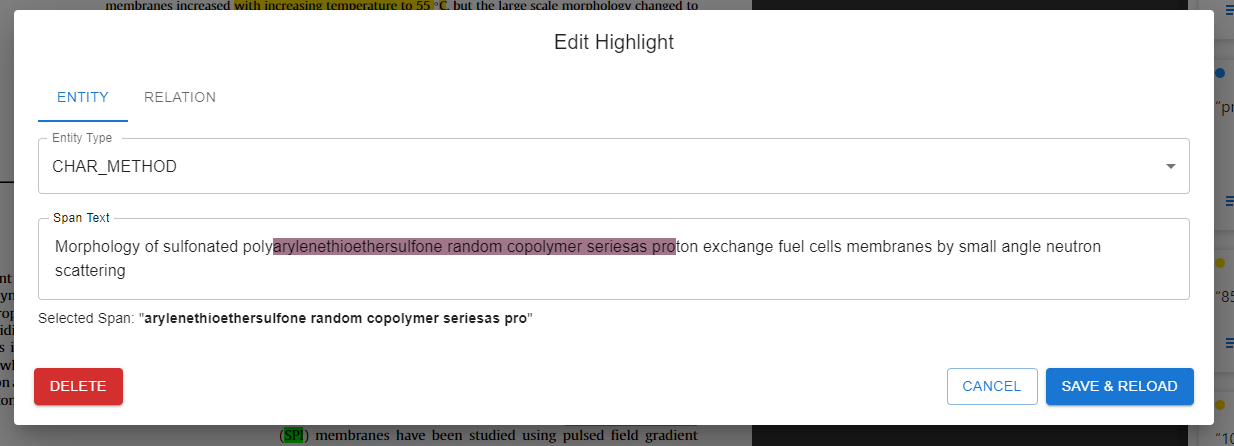 membranes increased with increasing temperature to 55 °C, but the large scale morphology changed to
Edit Highlight
ENTITY RELATION
Entity Type
CHAR_METHOD
Span Text
Morphology of sulfonated polyarylenethioethersulfone random copolymer seriesas proton exchange fuel cells membranes by small angle neutron
scattering
Selected Span: "arylenethioethersulfone random copolymer seriesas pro"
DELETE CANCEL SAVE & RELOAD
(SPI) membranes have been studied using pulsed field gradient